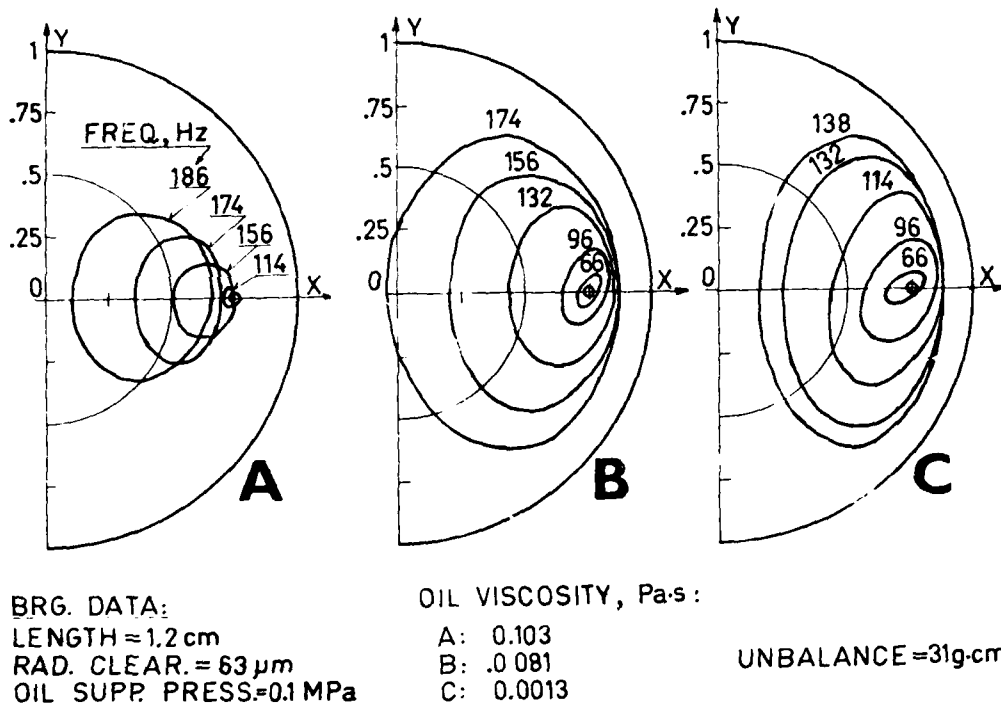 Y
1
.75
.5
.25
0
X
FREQ, Hz
186
174
156
114
A
Y
1
.75
.5
.25
0
X
174
156
132
96
66
B
Y
1
.75
.5
.25
0
X
138
132
114
96
66
C
BRG. DATA:
LENGTH = 1.2 cm
RAD. CLEAR. = 63 μm
OIL SUPP. PRESS.=0.1 MPa
OIL VISCOSITY, Pa·s :
A: 0.103
B: .0 081
C: 0.0013
UNBALANCE =31g·cm